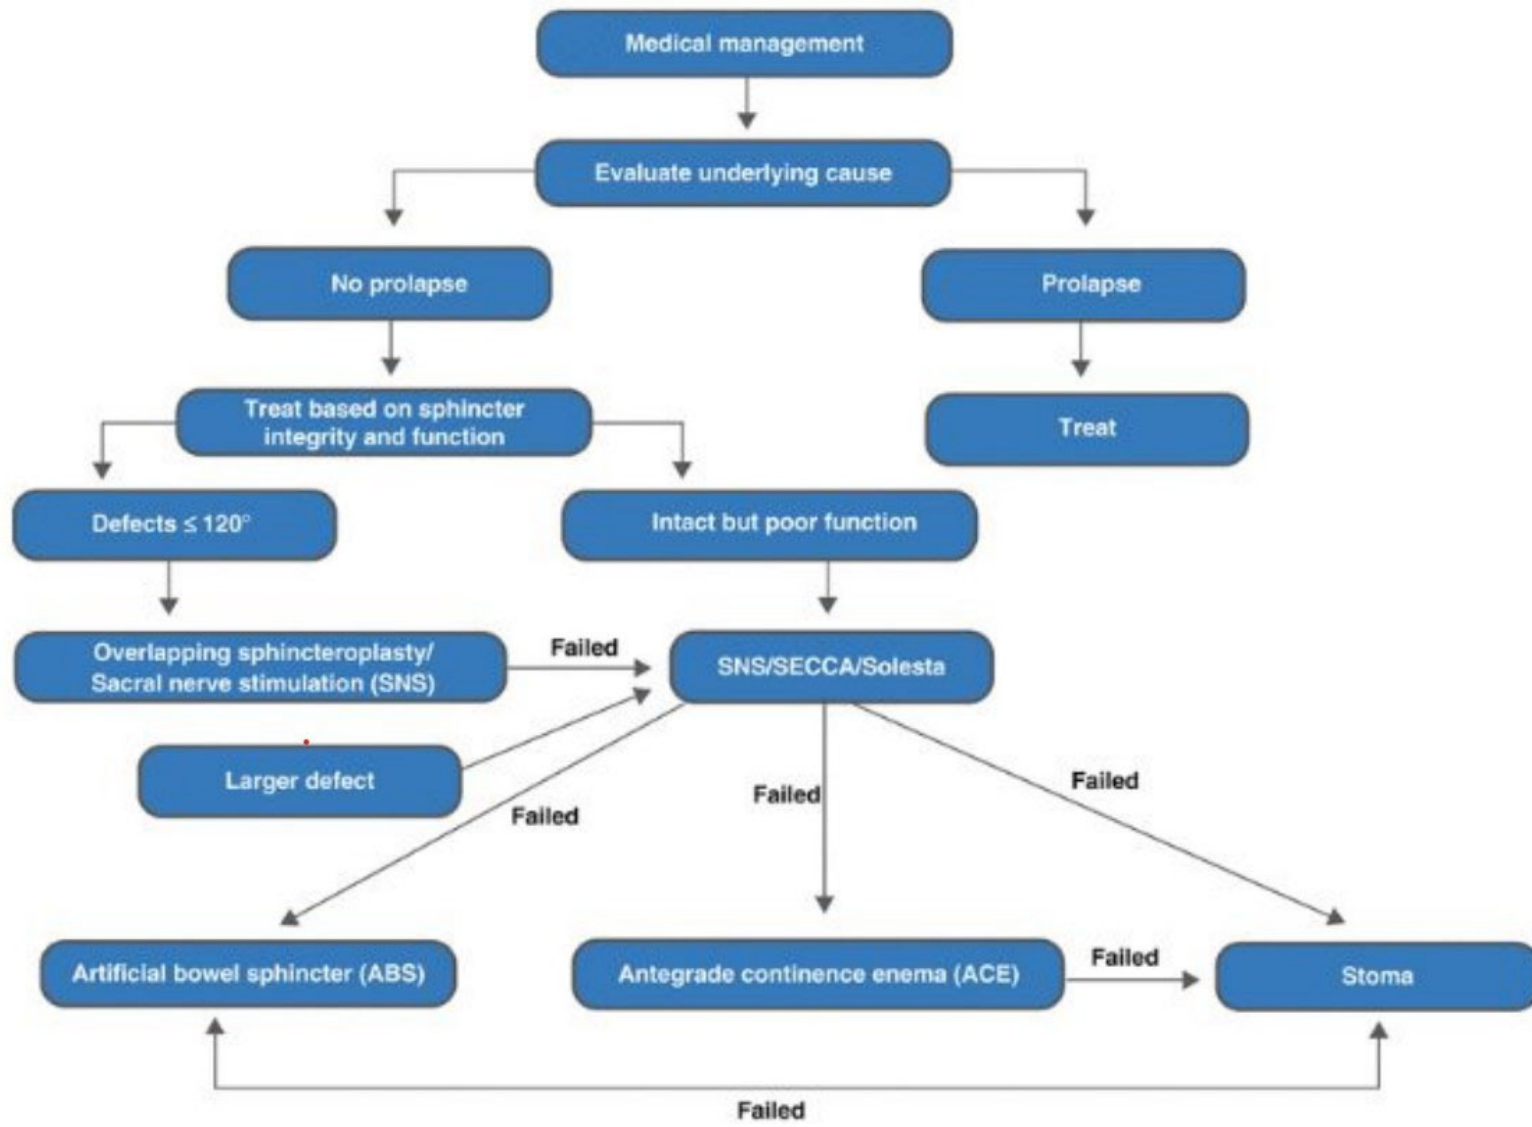 Medical management
Evaluate underlying cause
No prolapse
Prolapse
Treat based on sphincter
integrity and function
Treat
Defects ≤ 120°
Intact but poor function
Overlapping sphincteroplasty/
Sacral nerve stimulation (SNS)
Failed
SNS/SECCA/Solesta
Larger defect
Failed
Failed
Failed
Artificial bowel sphincter (ABS)
Antegrade continence enema (ACE)
Failed
Stoma
Failed